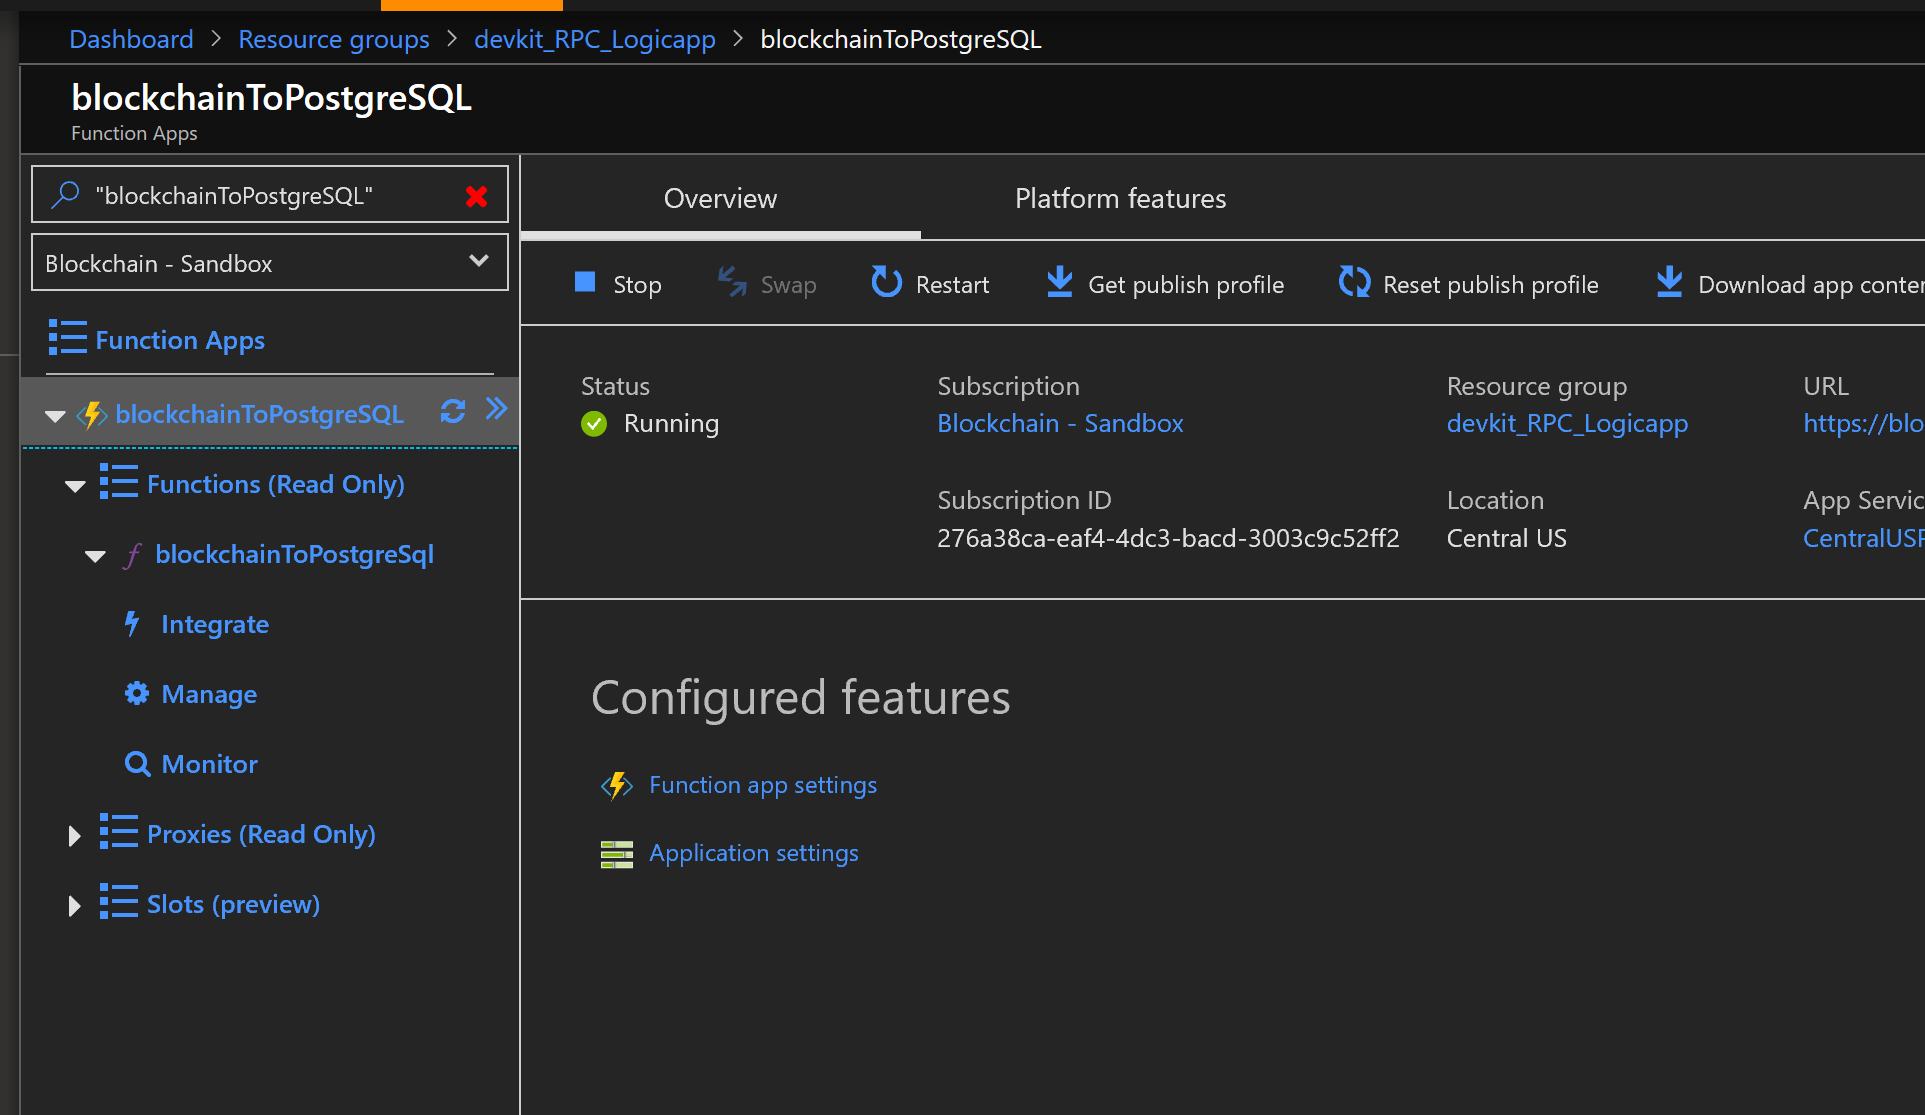 Dashboard > Resource groups > devkit_RPC_Logicapp > blockchainToPostgreSQL
blockchainToPostgreSQL
Function Apps
"blockchainToPostgreSQL"
Blockchain - Sandbox
Function Apps
blockchainToPostgreSQL
Functions (Read Only)
blockchainToPostgreSql
Integrate
Manage
Monitor
Proxies (Read Only)
Slots (preview)
Overview Platform features
Stop Swap Restart Get publish profile Reset publish profile Download app conter
Status Subscription Resource group URL
Running Blockchain - Sandbox devkit_RPC_Logicapp https://blo
Subscription ID Location App Servic
276a38ca-eaf4-4dc3-bacd-3003c9c52ff2 Central US CentralUSP
Configured features
Function app settings
Application settings